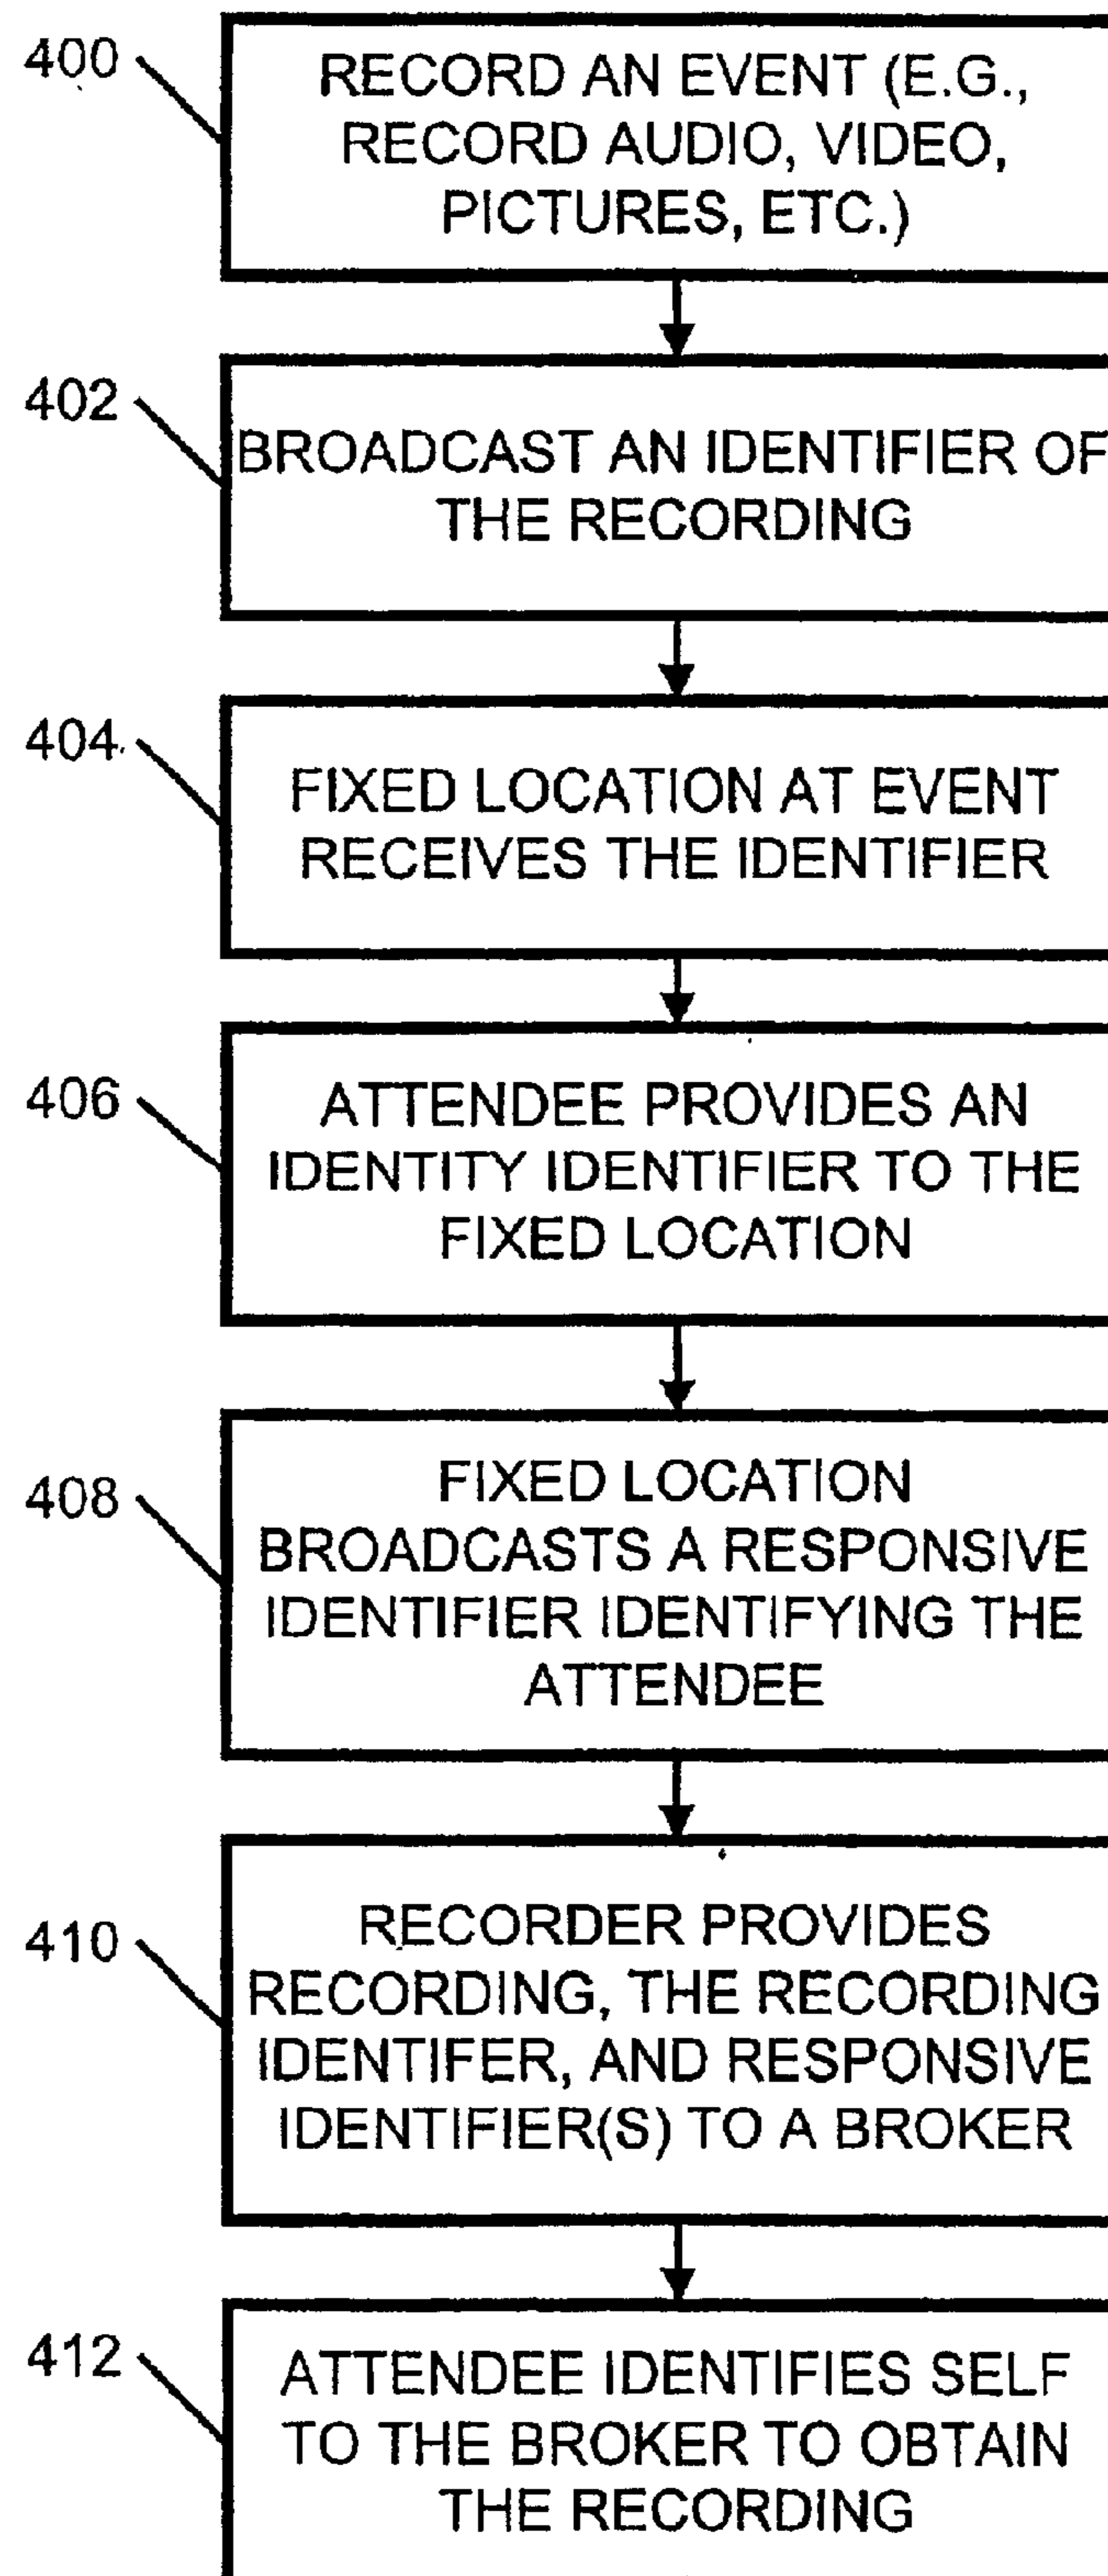 400
RECORD AN EVENT (E.G.,
RECORD AUDIO, VIDEO,
PICTURES, ETC.)
402
BROADCAST AN IDENTIFIER OF
THE RECORDING
404
FIXED LOCATION AT EVENT
RECEIVES THE IDENTIFIER
406
ATTENDEE PROVIDES AN
IDENTITY IDENTIFIER TO THE
FIXED LOCATION
408
FIXED LOCATION
BROADCASTS A RESPONSIVE
IDENTIFIER IDENTIFYING THE
ATTENDEE
410
RECORDER PROVIDES
RECORDING, THE RECORDING
IDENTIFER, AND RESPONSIVE
IDENTIFIER(S) TO A BROKER
412
ATTENDEE IDENTIFIES SELF
TO THE BROKER TO OBTAIN
THE RECORDING